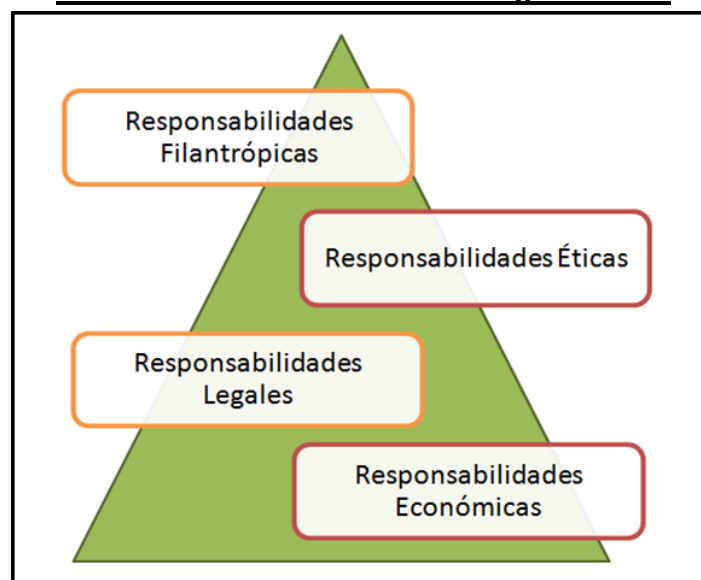 Responsabilidades
Filantrópicas
Responsabilidades Éticas
Responsabilidades
Legales
Responsabilidades
Económicas